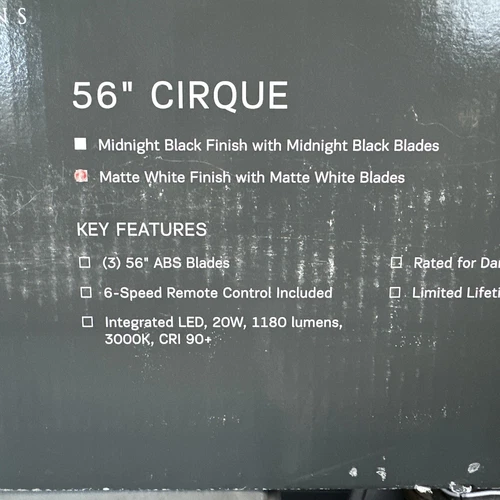 NS
56" CIRQUE
Midnight Black Finish with Midnight Black Blades
Matte White Finish with Matte White Blades
KEY FEATURES
(3) 56" ABS Blades
Rated for
6-Speed Remote Control Included
Limited
Integrated LED, 20W, 1180 lumens,
3000K, CRI 90+